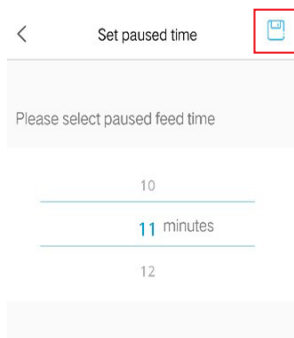 Set paused time
Please select paused feed time
10
11 minutes
12